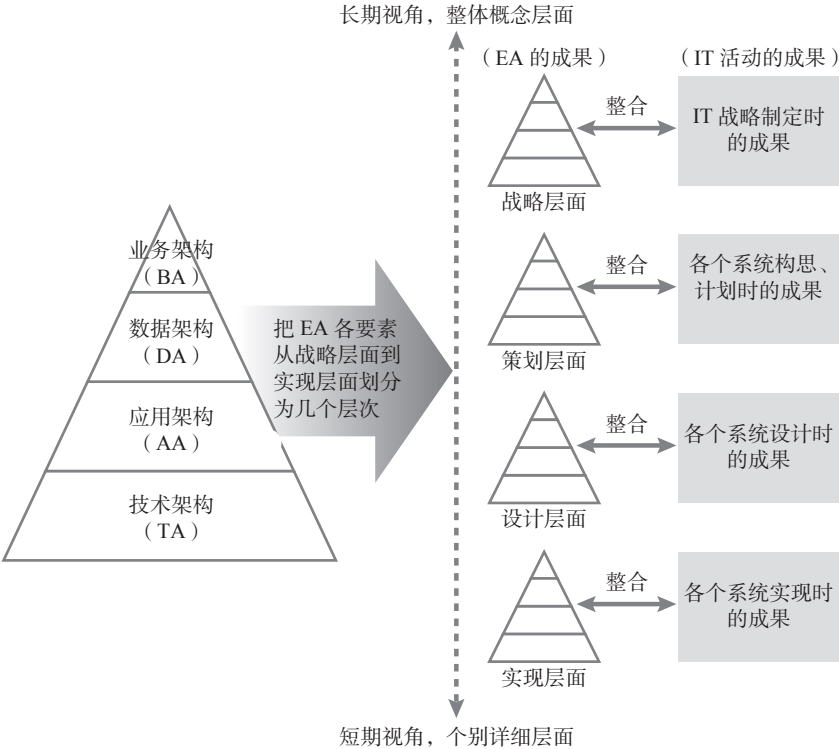 长期视角，整体概念层面
（EA 的成果）
（IT 活动的成果）
业务架构
（BA）
数据架构
（DA）
应用架构
（AA）
技术架构
（TA）
把 EA 各要素
从战略层面到
实现层面划分
为几个层次
整合
IT 战略制定时
的成果
战略层面
整合
各个系统构思、
计划时的成果
策划层面
整合
各个系统设计时
的成果
设计层面
整合
各个系统实现时
的成果
实现层面
短期视角，个别详细层面